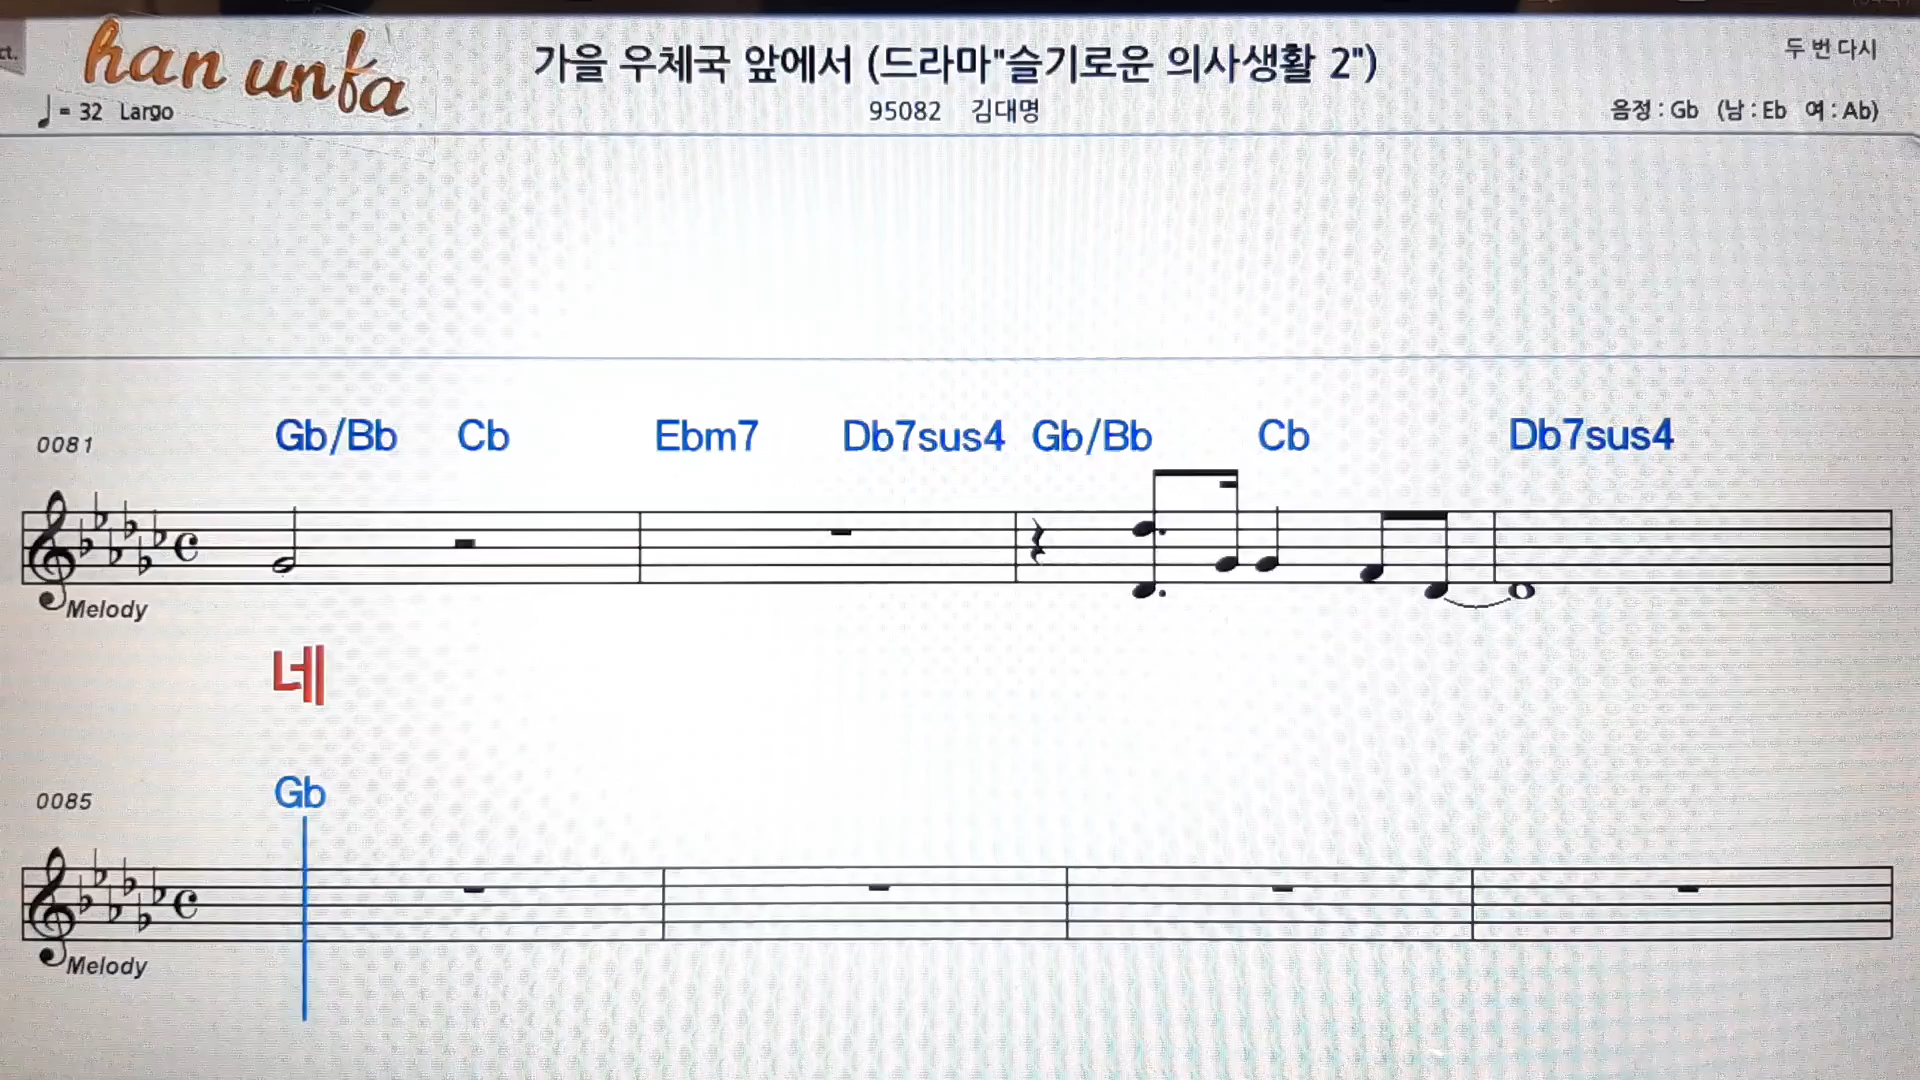 ct.
han unfa
가을 우체국 앞에서 (드라마"슬기로운 의사생활 2")
두 번 다시
♩ = 32 Largo
95082 김대명
음정 : Gb (남 : Eb 여 : Ab)
0081
Gb/Bb Cb Ebm7 Db7sus4 Gb/Bb Cb Db7sus4
Melody
네
0085
Gb
Melody